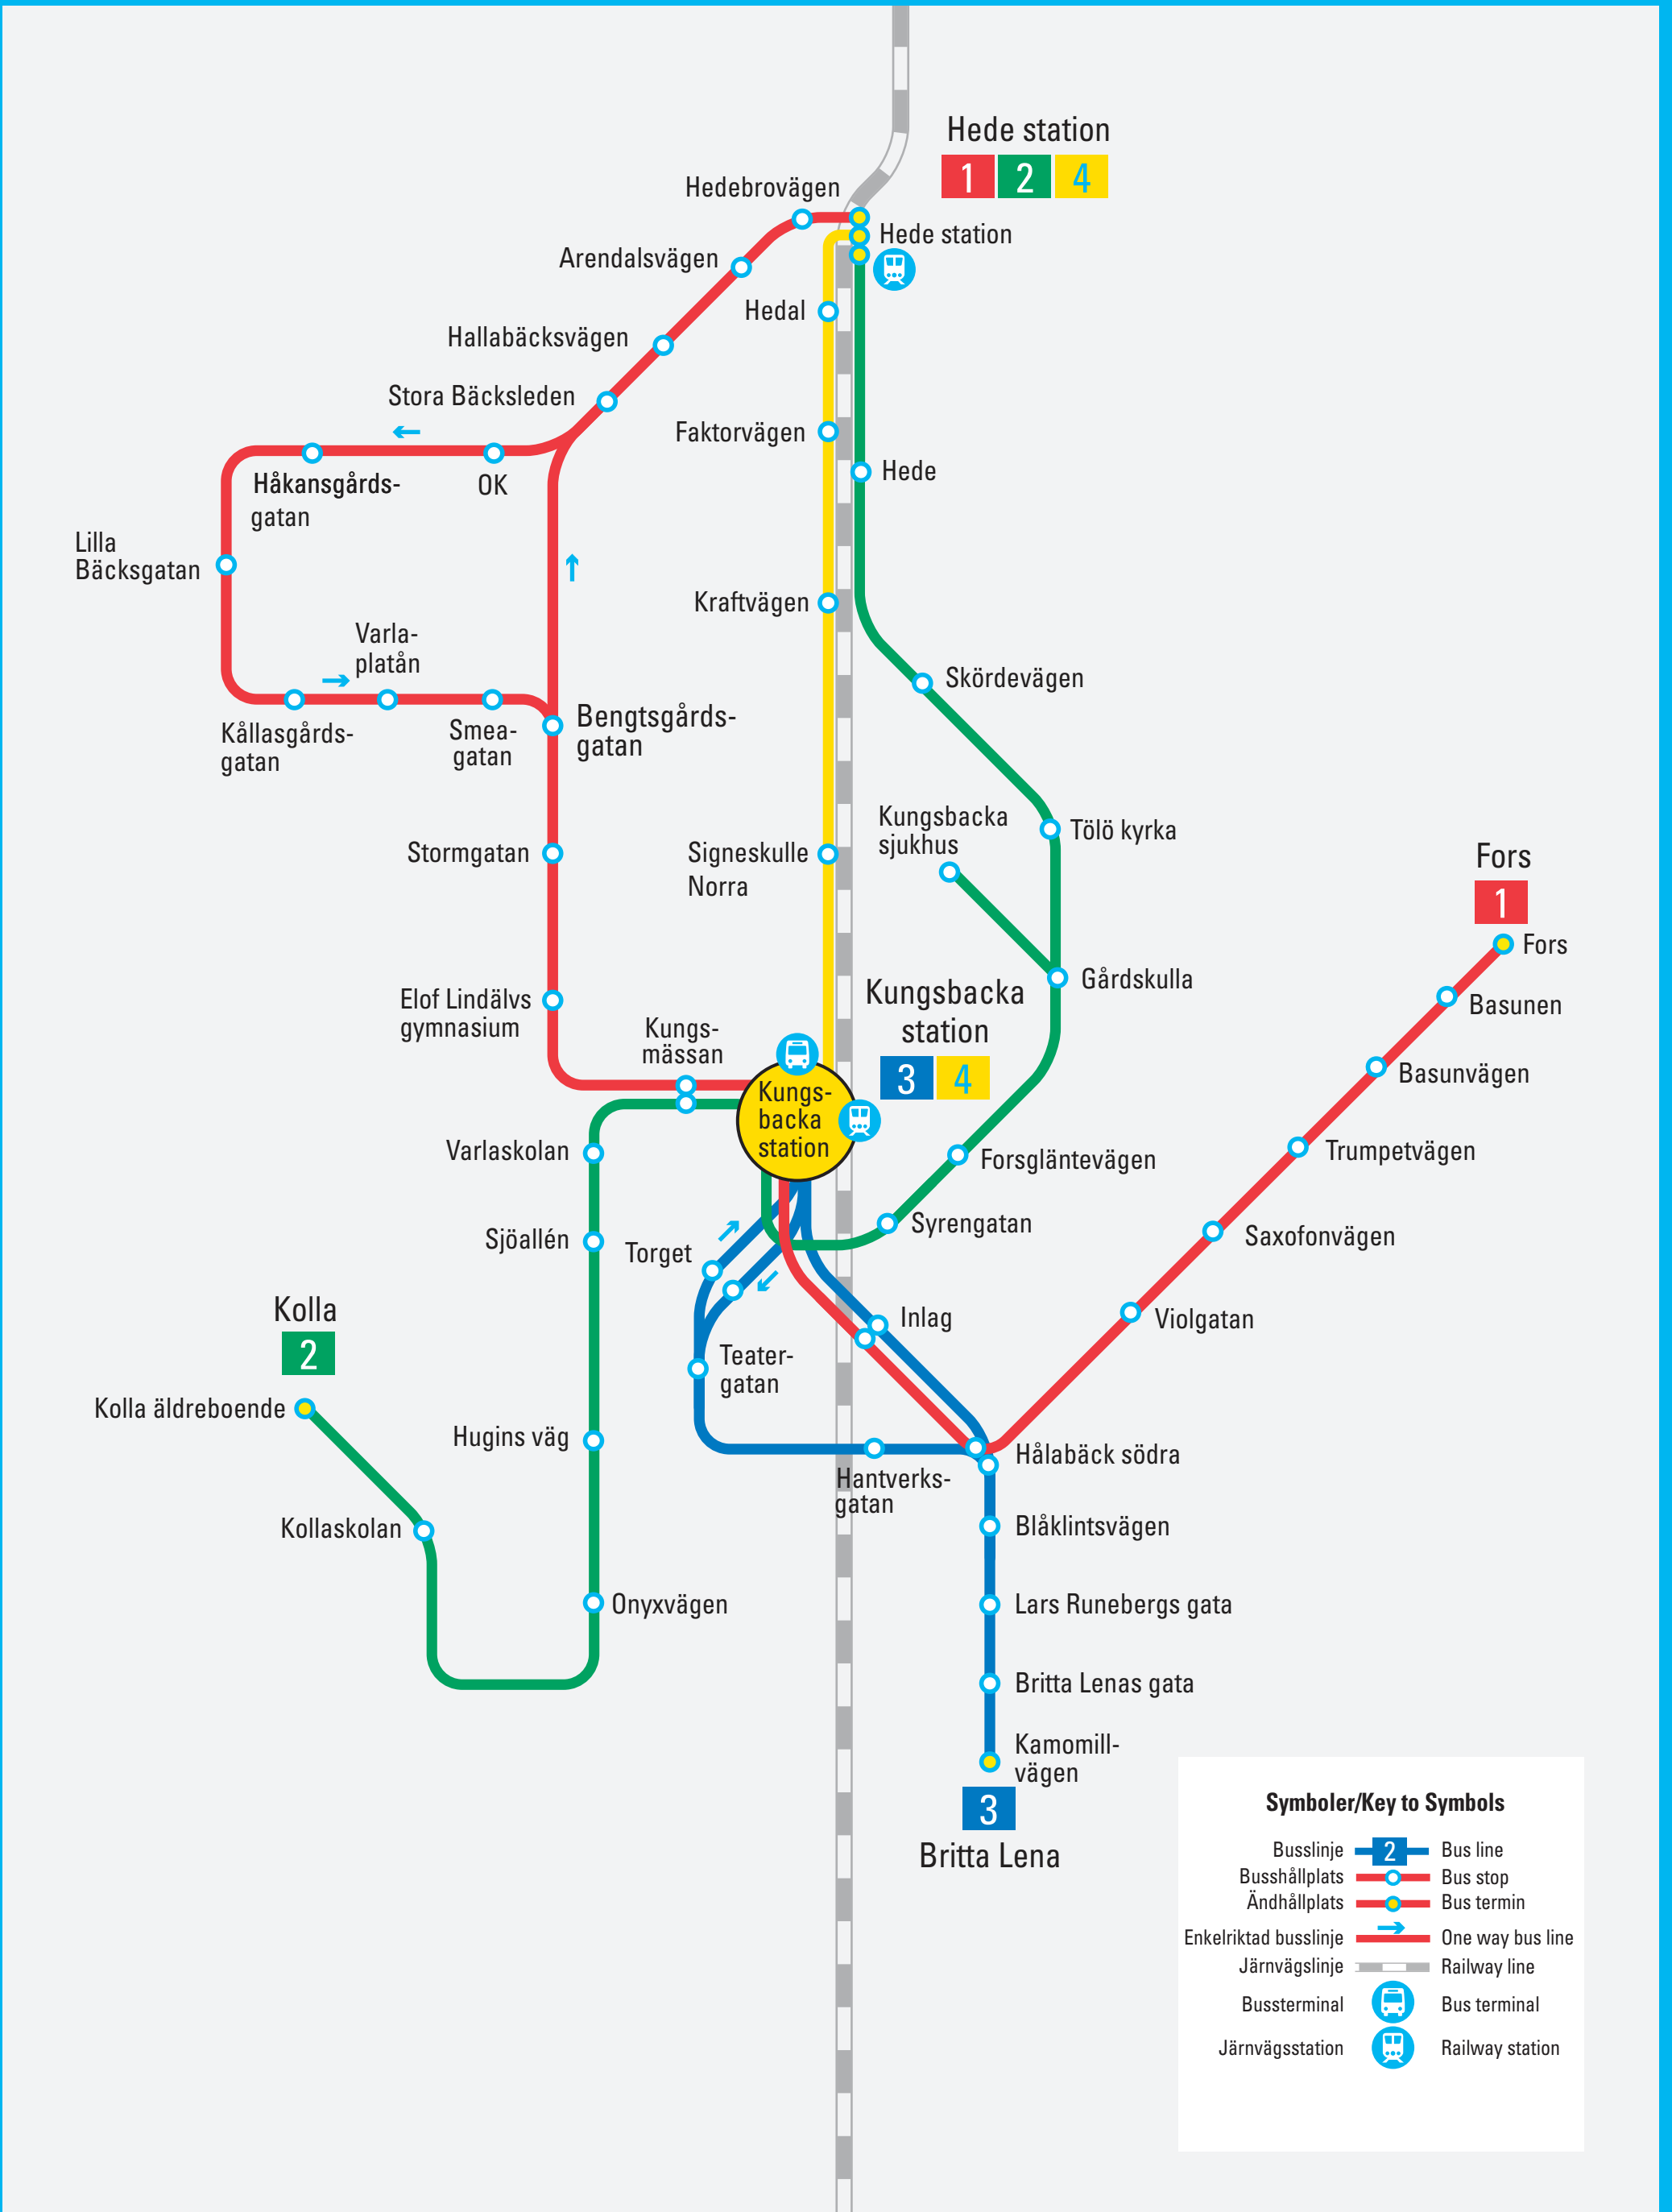 Hede station
1 2 4
Hedebrovägen
Hede station
Arendalsvägen
Hedal
Hallabäcksvägen
Stora Bäcksleden
Faktorvägen
Hede
Håkansgårds-
gatan
OK
Lilla
Bäcksgatan
Kraftvägen
Varla-
platån
Skördevägen
Kållasgårds-
gatan
Smea-
gatan
Bengtsgårds-
gatan
Kungsbacka
sjukhus
Tölö kyrka
Stormgatan
Signeskulle
Norra
Fors
1
Fors
Gårdskulla
Elof Lindälvs
gymnasium
Kungsbacka
station
3 4
Basunen
Kungs-
mässan
Basunvägen
Kungs-
backa
station
Varlaskolan
Forsgläntevägen
Trumpetvägen
Sjöallén
Torget
Syrengatan
Saxofonvägen
Kolla
2
Inlag
Violgatan
Teater-
gatan
Kolla äldreboende
Hugins väg
Hålabäck södra
Hantverks-
gatan
Kollaskolan
Blåklintsvägen
Onyxvägen
Lars Runebergs gata
Britta Lenas gata
Kamomill-
vägen
3
Britta Lena
Symboler/Key to Symbols
Busslinje 2 Bus line
Busshållplats Bus stop
Ändhållplats Bus termin
Enkelriktad busslinje One way bus line
Järnvägslinje Railway line
Bussterminal Bus terminal
Järnvägsstation Railway station